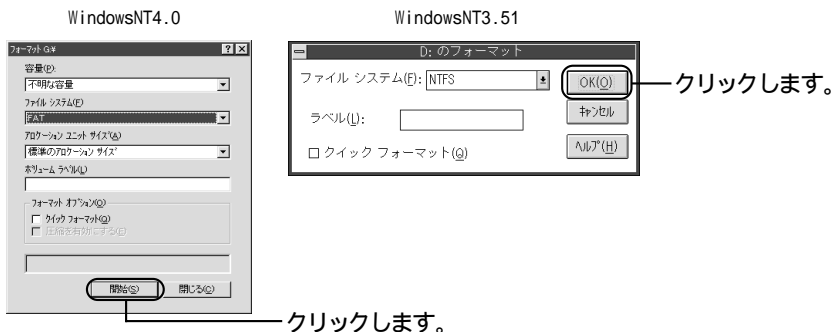 WindowsNT4.0
フォーマット G:¥
容量(P):
不明な容量
ファイル システム(F)
FAT
アロケーション ユニット サイズ(A)
標準のアロケーション サイズ
ボリューム ラベル(L)
フォーマット オプション(O)
クイック フォーマット(Q)
圧縮を有効にする(E)
開始(S)
閉じる(C)
クリックします。
WindowsNT3.51
D: のフォーマット
ファイル システム(F): NTFS
OK(O)
クリックします。
ラベル(L):
キャンセル
クイック フォーマット(Q)
ヘルプ(H)